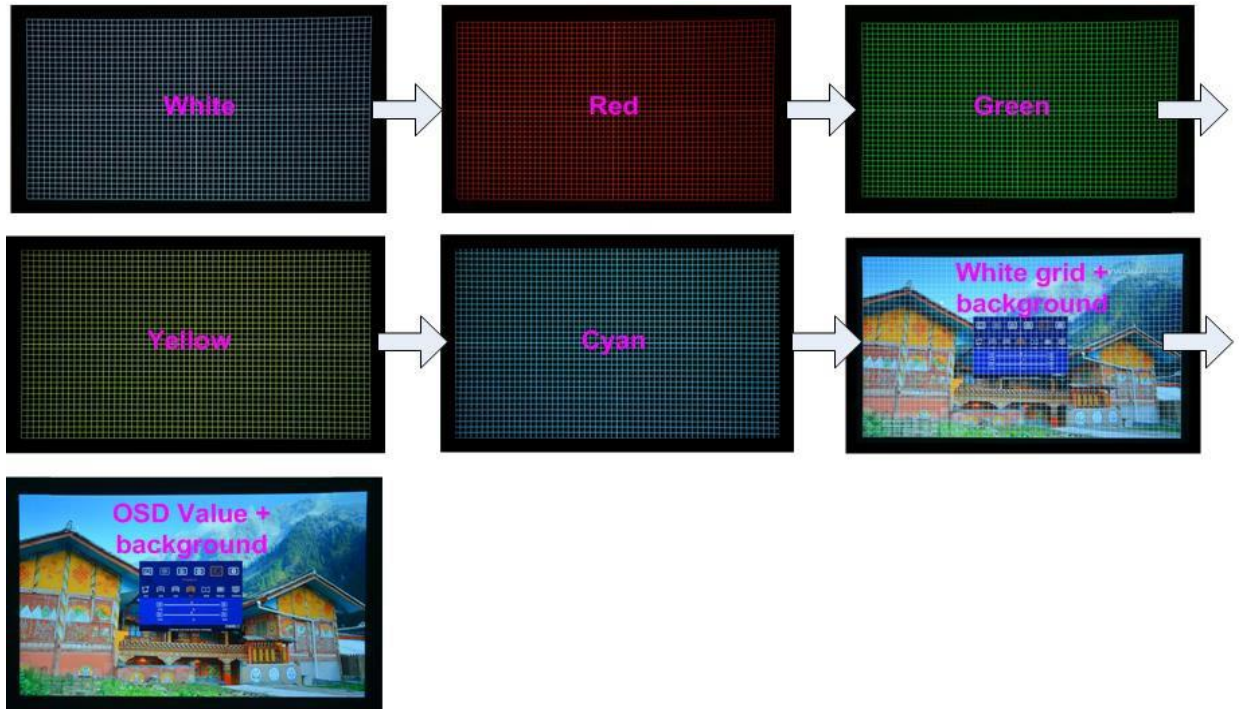 White
Red
Green
Yellow
Cyan
White grid +
background
OSD Value +
background